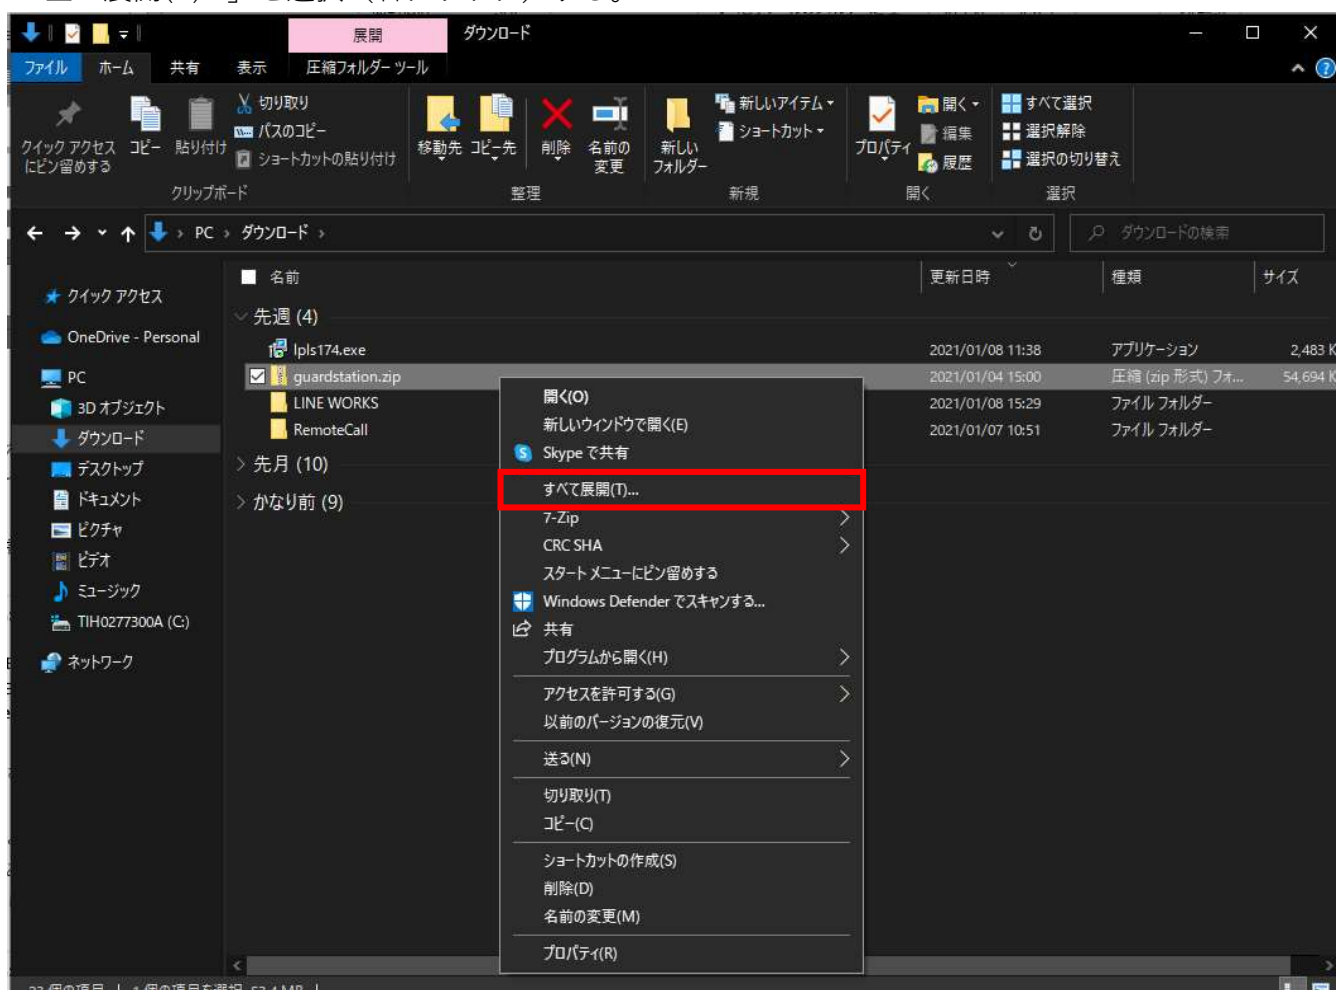 展開
ダウンロード
ファイル ホーム 共有 表示 圧縮フォルダー ツール
クイック アクセス
にピン留めする
コピー
貼り付け
切り取り
パスのコピー
ショートカットの貼り付け
クリップボード
移動先
コピー先
削除
名前の
変更
整理
新しい
フォルダー
新しいアイテム
ショートカット
新規
プロパティ
開く
編集
履歴
開く
すべて選択
選択解除
選択の切り替え
選択
PC › ダウンロード ›
ダウンロードの検索
クイック アクセス
OneDrive - Personal
PC
3D オブジェクト
ダウンロード
デスクトップ
ドキュメント
ピクチャ
ビデオ
ミュージック
TIH0277300A (C:)
ネットワーク
名前 更新日時 種類 サイズ
先週 (4)
lpls174.exe 2021/01/08 11:38 アプリケーション 2,483 K
guardstation.zip 2021/01/04 15:00 圧縮 (zip 形式) フォ... 54,694 K
LINE WORKS 2021/01/08 15:29 ファイル フォルダー
RemoteCall 2021/01/07 10:51 ファイル フォルダー
先月 (10)
かなり前 (9)
開く(O)
新しいウィンドウで開く(E)
Skype で共有
すべて展開(T)...
7-Zip
CRC SHA
スタート メニューにピン留めする
Windows Defender でスキャンする...
共有
プログラムから開く(H)
アクセスを許可する(G)
以前のバージョンの復元(V)
送る(N)
切り取り(T)
コピー(C)
ショートカットの作成(S)
削除(D)
名前の変更(M)
プロパティ(R)